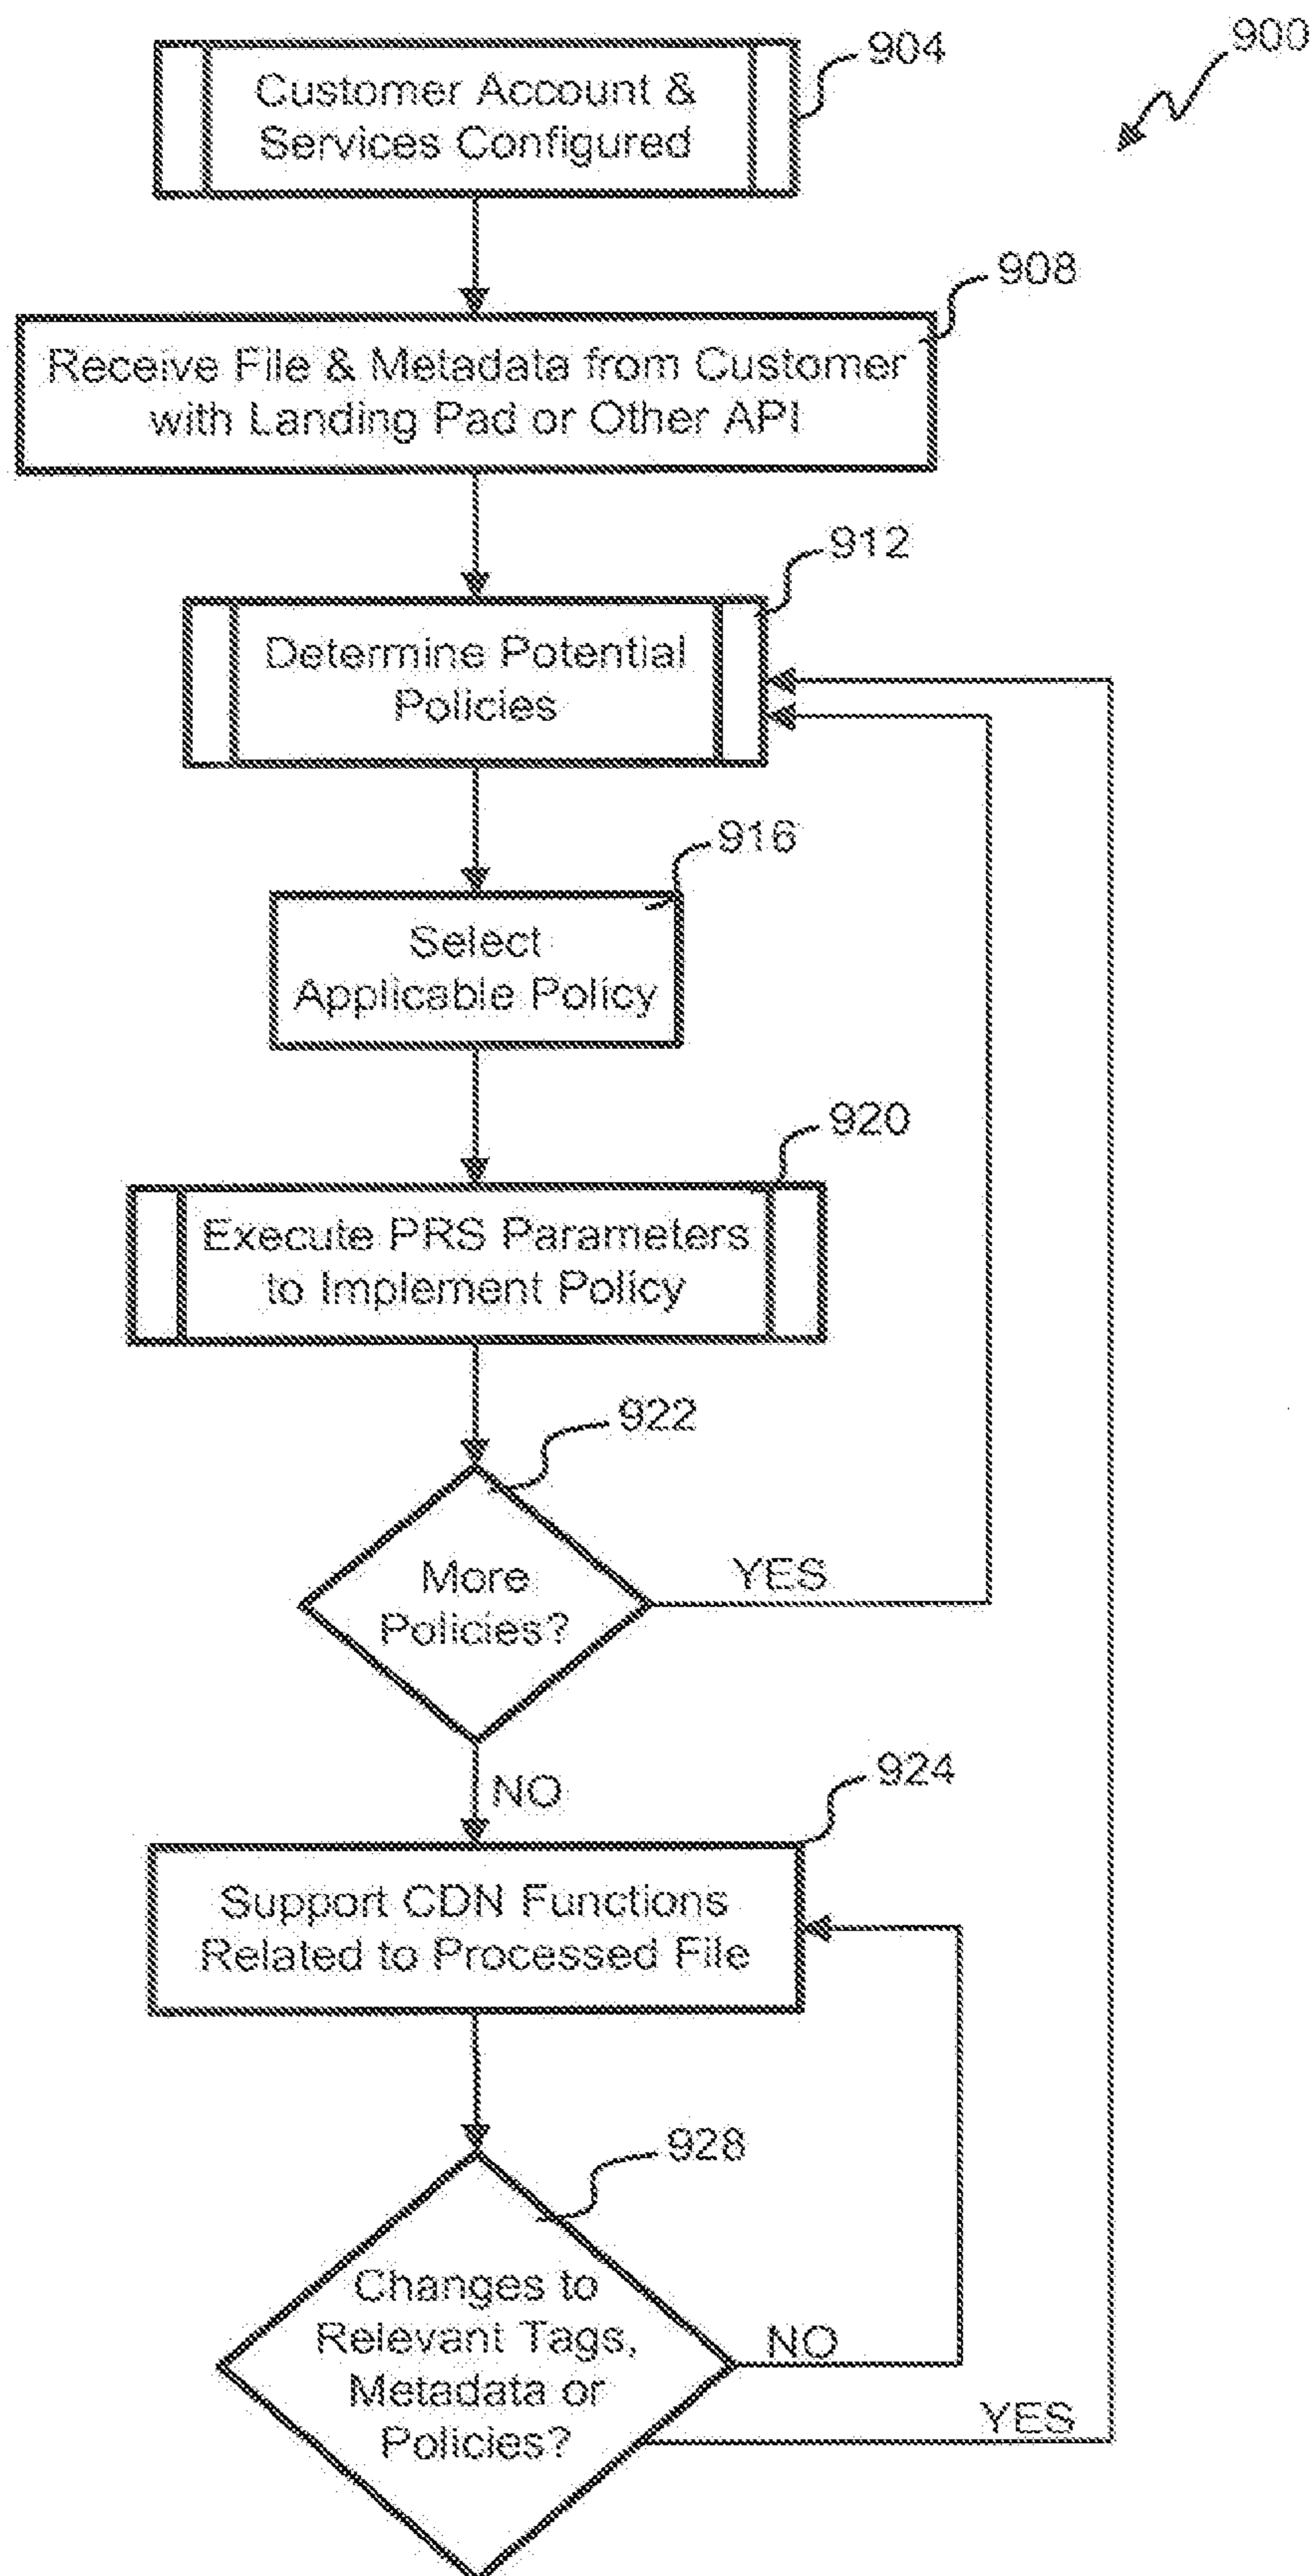 900
904
Customer Account &
Services Configured
908
Receive File & Metadata from Customer
with Landing Pad or Other API
912
Determine Potential
Policies
916
Select
Applicable Policy
920
Execute PRS Parameters
to Implement Policy
922
More
Policies?
YES
NO
924
Support CDN Functions
Related to Processed File
928
Changes to
Relevant Tags,
Metadata or
Policies?
NO
YES